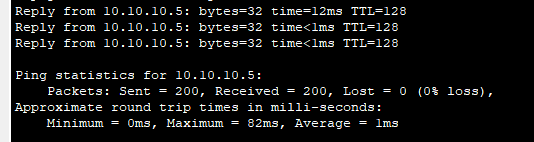 Reply from 10.10.10.5: bytes=32 time=12ms TTL=128
Reply from 10.10.10.5: bytes=32 time<1ms TTL=128
Reply from 10.10.10.5: bytes=32 time<1ms TTL=128
Ping statistics for 10.10.10.5:
Packets: Sent = 200, Received = 200, Lost = 0 (0% loss),
Approximate round trip times in milli-seconds:
Minimum = 0ms, Maximum = 82ms, Average = 1ms